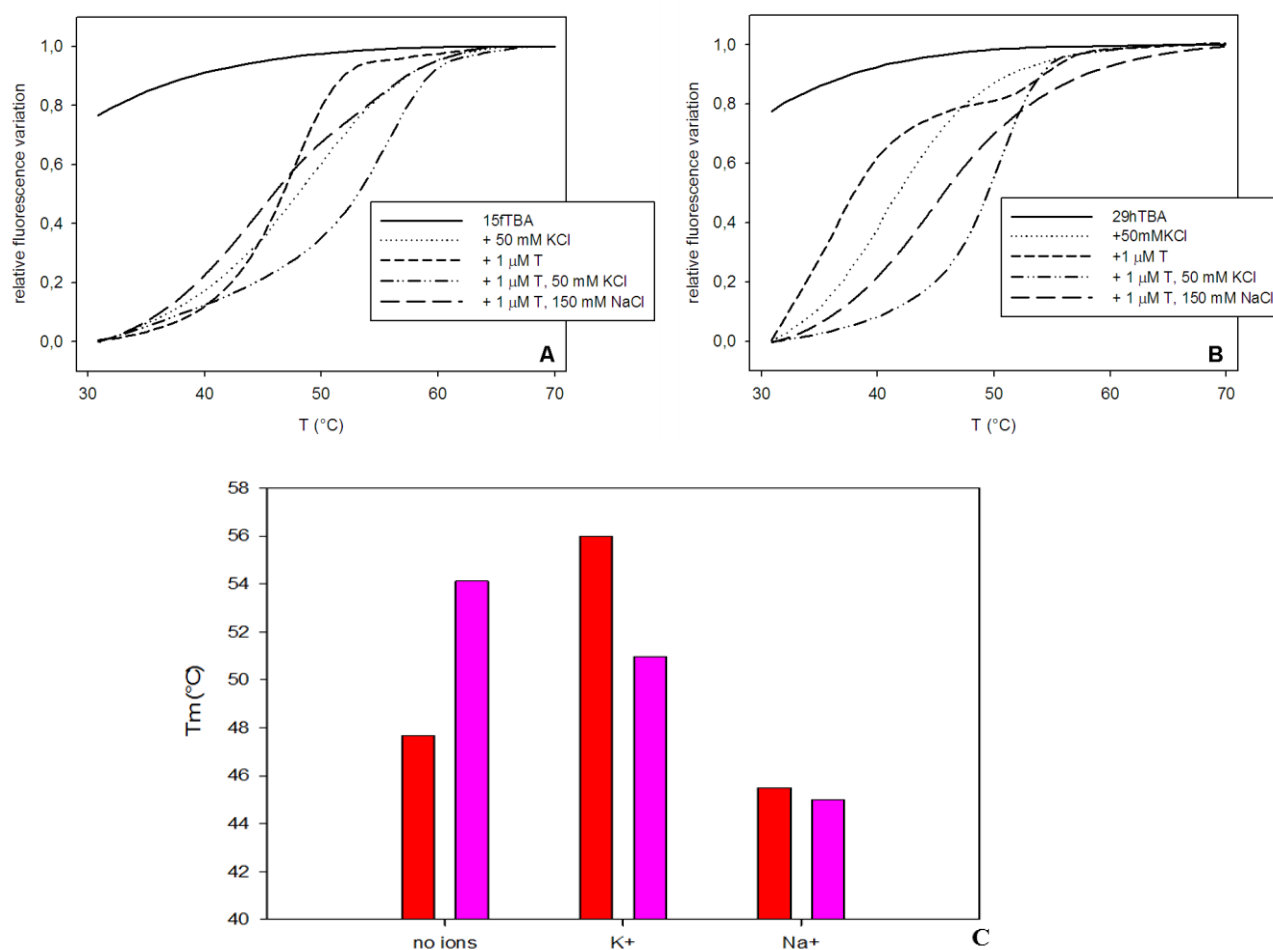 relative fluorescence variation
1,0
0,8
0,6
0,4
0,2
0,0
15fTBA
+ 50 mM KCl
+ 1 μM T
+ 1 μM T, 50 mM KCl
+ 1 μM T, 150 mM NaCl
A
30 40 50 60 70
T (°C)
relative fluorescence variation
1,0
0,8
0,6
0,4
0,2
0,0
29hTBA
+50mMKCl
+1 μM T
+ 1 μM T, 50 mM KCl
+ 1 μM T, 150 mM NaCl
B
30 40 50 60 70
T (°C)
Tm (°C)
58
56
54
52
50
48
46
44
42
40
no ions K+ Na+
C